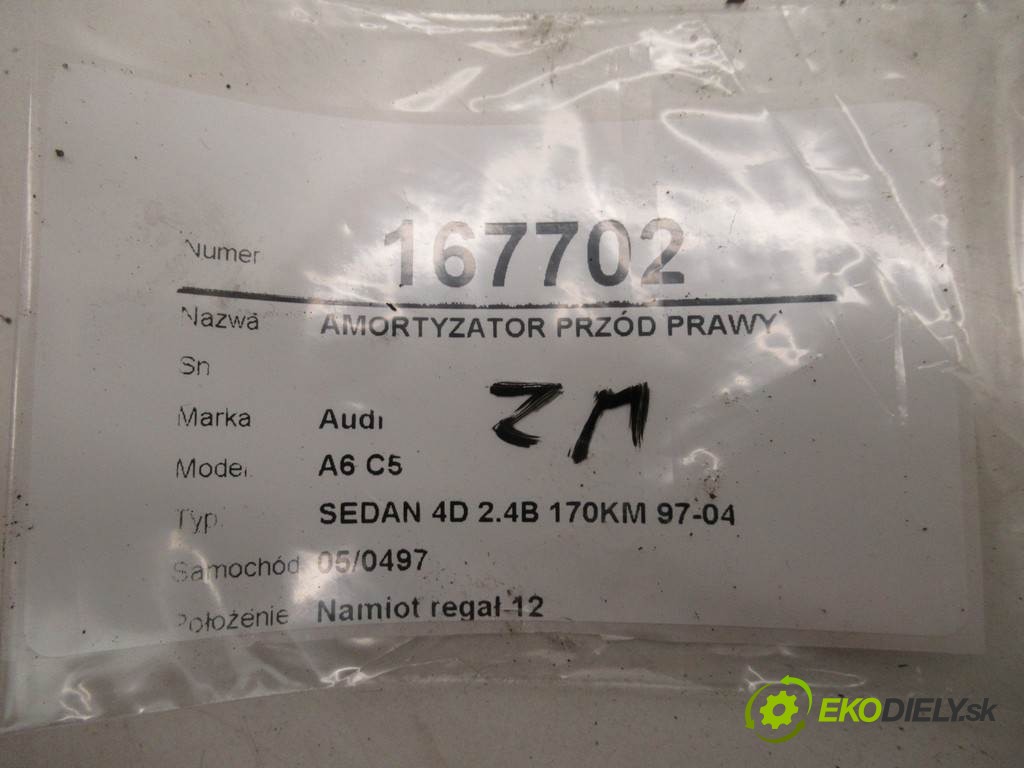 Numer 167702
Nazwa AMORTYZATOR PRZÓD PRAWY
Sn
Marka Audi
ZM
Model A6 C5
Typ SEDAN 4D 2.4B 170KM 97-04
Samochód 05/0497
Położenie Namiot regał 12
EKODIELY.sk